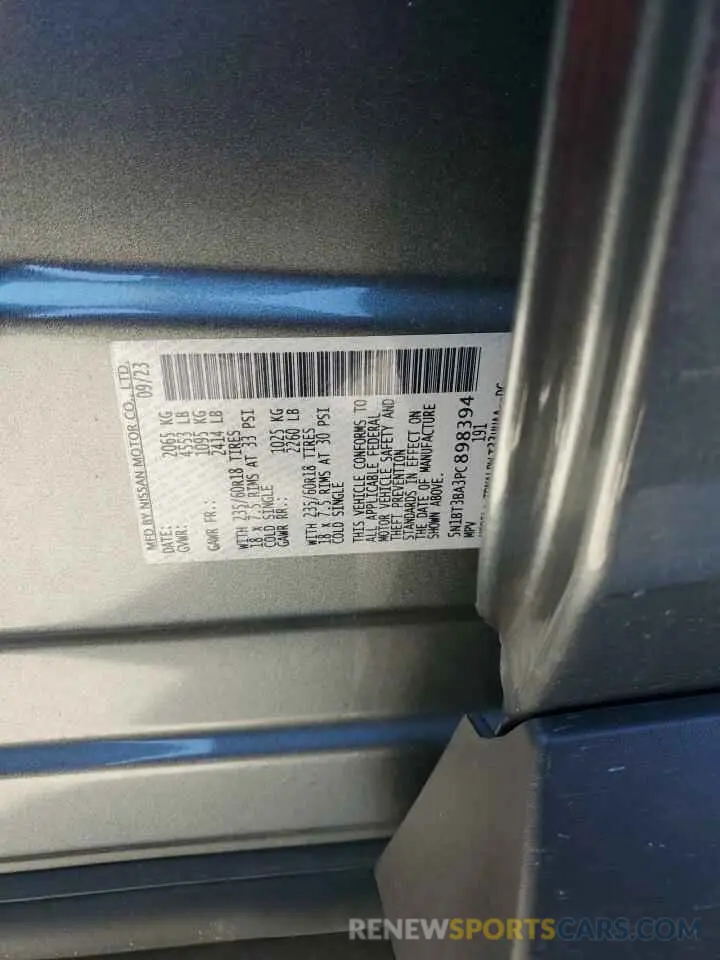 MFD BY NISSAN MOTOR CO., LTD.
DATE: 09/23
GVWR: 2065 KG
4553 LB
GAWR FR.: 1095 KG
2414 LB
WITH 235/60R18 TIRES
18 X 7.5 RIMS AT 33 PSI
COLD SINGLE
GAWR RR.: 1025 KG
2260 LB
WITH 235/60R18 TIRES
18 X 7.5 RIMS AT 30 PSI
COLD SINGLE
THIS VEHICLE CONFORMS TO
ALL APPLICABLE FEDERAL
MOTOR VEHICLE SAFETY AND
THEFT PREVENTION
STANDARDS IN EFFECT ON
THE DATE OF MANUFACTURE
SHOWN ABOVE.
5N1BT3BA3PC898394
MPV 191
RENEWSPORTSCARS.COM